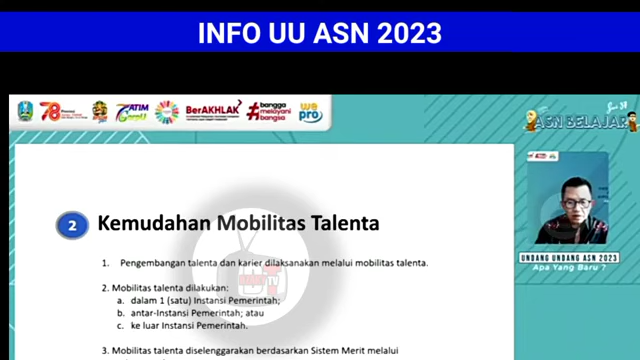 INFO UU ASN 2023
78
JATIM
BerAKHLAK
#bangga
melayani
bangsa
we
pro
ASN BELAJAR
2
Kemudahan Mobilitas Talenta
1. Pengembangan talenta dan karier dilaksanakan melalui mobilitas talenta.
2. Mobilitas talenta dilakukan:
a. dalam 1 (satu) Instansi Pemerintah;
b. antar-Instansi Pemerintah; atau
c. ke luar Instansi Pemerintah.
3. Mobilitas talenta diselenggarakan berdasarkan Sistem Merit melalui
UNDANG UNDANG ASN 2023
Apa Yang Baru ?
TV